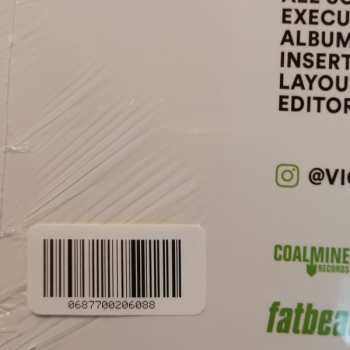 EXECU
ALBUM
INSERT
LAYOU
EDITOR
@VI
COALMINE
RECORDS
fatbea
0687700206088